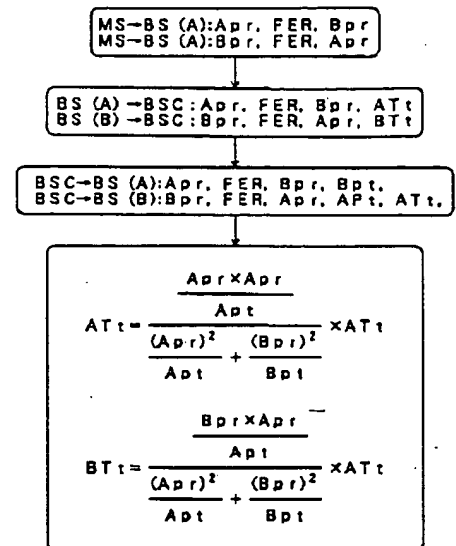 MS→BS (A):Apr, FER, Bpr
MS→BS (A):Bpr, FER, Apr
BS (A) →BSC:Apr, FER, Bpr, ATt
BS (B) →BSC:Bpr, FER, Apr, BTt
BSC→BS (A):Apr, FER, Bpr, Bpt,
BSC→BS (B):Bpr, FER, Apr, APt, ATt,
Apr×Apr
Apt
ATt= ×ATt
(Apr)² + (Bpr)²
Apt Bpt
Bpr×Apr
Apt
BTt= ×ATt
(Apr)² + (Bpr)²
Apt Bpt